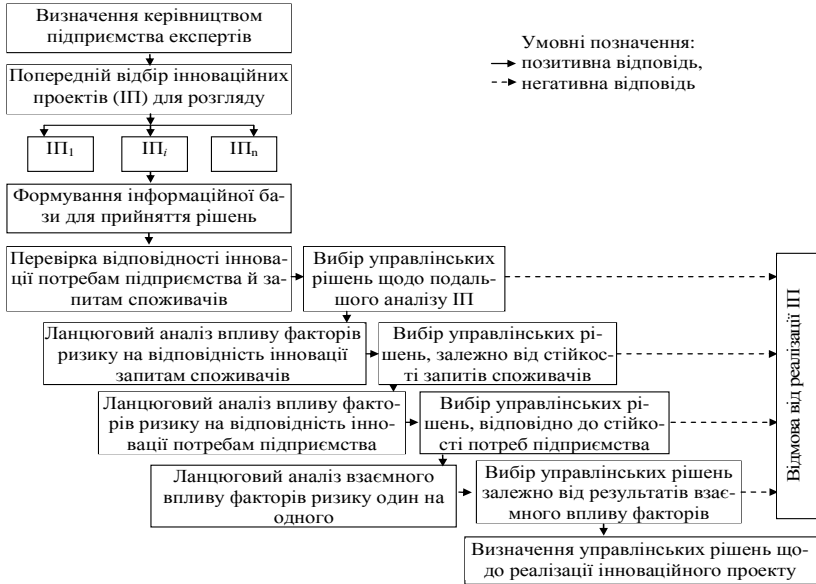 Визначення керівництвом
підприємства експертів
Умовні позначення:
позитивна відповідь,
негативна відповідь
Попередній відбір інноваційних
проектів (ІП) для розгляду
ІП1
ІПi
ІПn
Формування інформаційної ба-
зи для прийняття рішень
Перевірка відповідності іннова-
ції потребам підприємства й за-
питам споживачів
Вибір управлінських
рішень щодо подаль-
шого аналізу ІП
Ланцюговий аналіз впливу факторів
ризику на відповідність інновації
запитам споживачів
Вибір управлінських рі-
шень, залежно від стійкос-
ті запитів споживачів
Ланцюговий аналіз впливу факто-
рів ризику на відповідність інно-
вації потребам підприємства
Вибір управлінських рі-
шень, відповідно до стійко-
сті потреб підприємства
Ланцюговий аналіз взаємного
впливу факторів ризику один на
одного
Вибір управлінських рішень
залежно від результатів взає-
много впливу факторів
Визначення управлінських рішень що-
до реалізації інноваційного проекту
Відмова від реалізації ІП